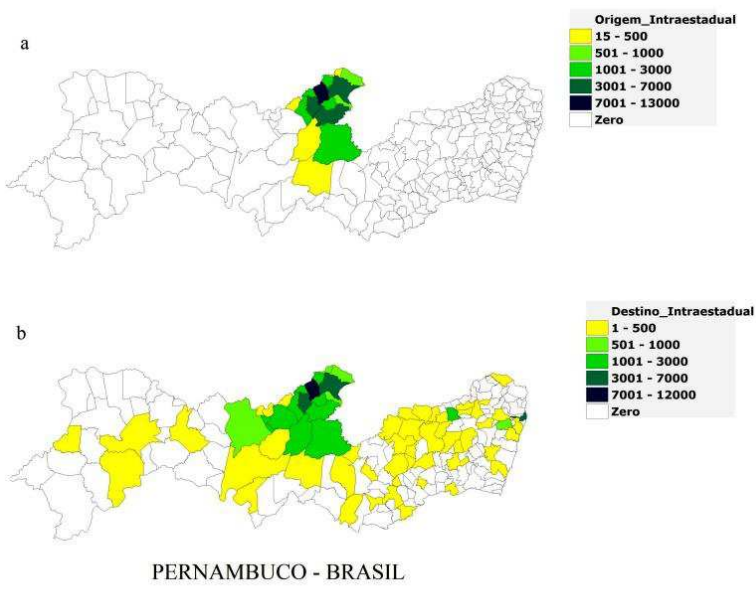 a
Origem_Intraestadual
15 - 500
501 - 1000
1001 - 3000
3001 - 7000
7001 - 13000
Zero
b
Destino_Intraestadual
1 - 500
501 - 1000
1001 - 3000
3001 - 7000
7001 - 12000
Zero
PERNAMBUCO - BRASIL